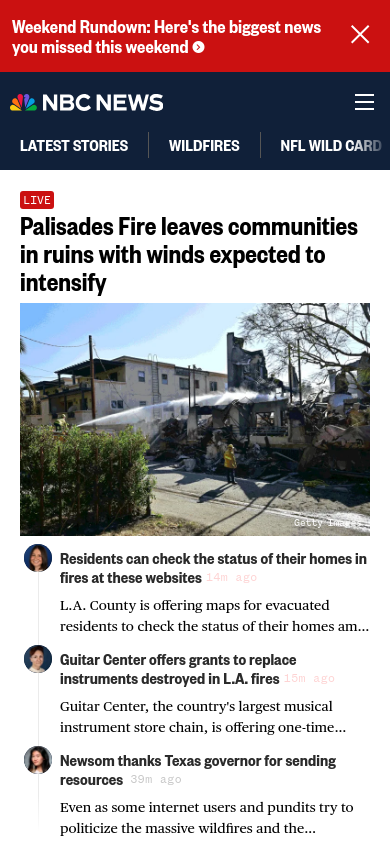 Weekend Rundown: Here's the biggest news
you missed this weekend
NBC NEWS
LATEST STORIES
WILDFIRES
NFL WILD CARD
LIVE
Palisades Fire leaves communities
in ruins with winds expected to
intensify
Getty Images
Residents can check the status of their homes in
fires at these websites 14m ago
L.A. County is offering maps for evacuated
residents to check the status of their homes am...
Guitar Center offers grants to replace
instruments destroyed in L.A. fires 15m ago
Guitar Center, the country's largest musical
instrument store chain, is offering one-time...
Newsom thanks Texas governor for sending
resources 39m ago
Even as some internet users and pundits try to
politicize the massive wildfires and the...